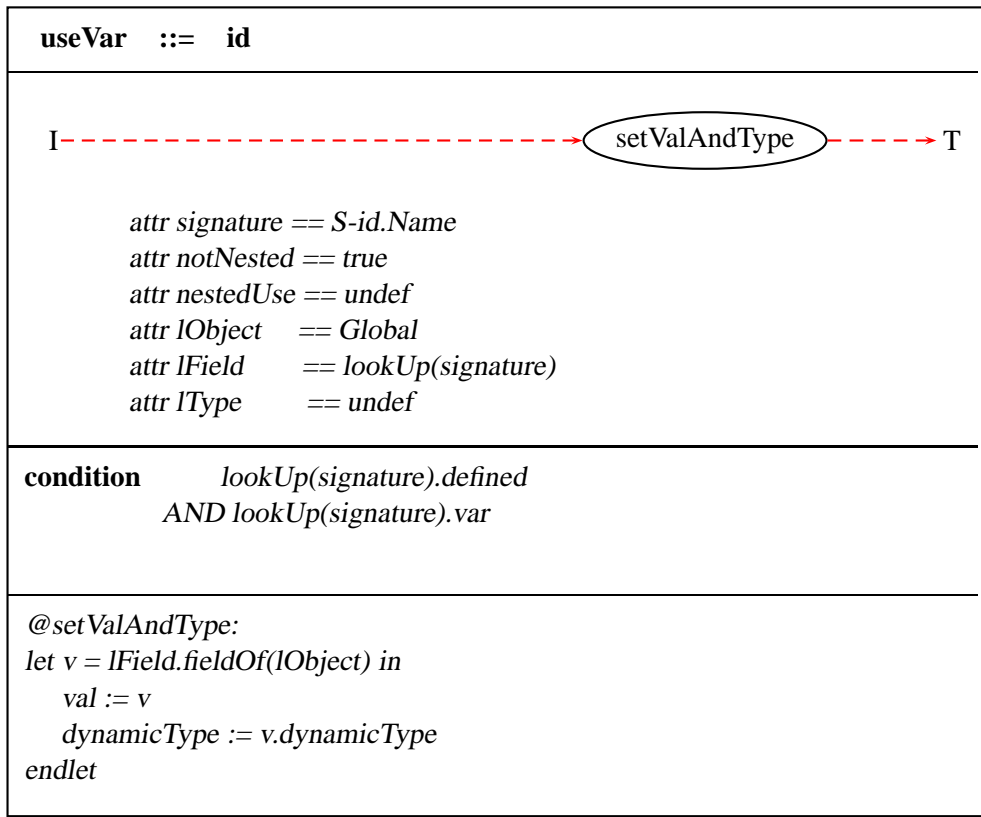 useVar ::= id
I setValAndType T
attr signature == S-id.Name
attr notNested == true
attr nestedUse == undef
attr lObject == Global
attr lField == lookUp(signature)
attr lType == undef
condition lookUp(signature).defined
AND lookUp(signature).var
@setValAndType:
let v = lField.fieldOf(lObject) in
val := v
dynamicType := v.dynamicType
endlet